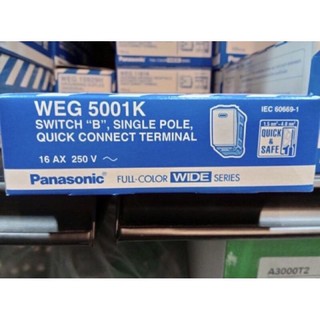 WEG 5001K
SWITCH "B", SINGLE POLE,
QUICK CONNECT TERMINAL
16 AX 250 V ~
IEC 60669-1
QUICK
&
SAFE
Panasonic FULL-COLOR WIDE SERIES
A3000T2